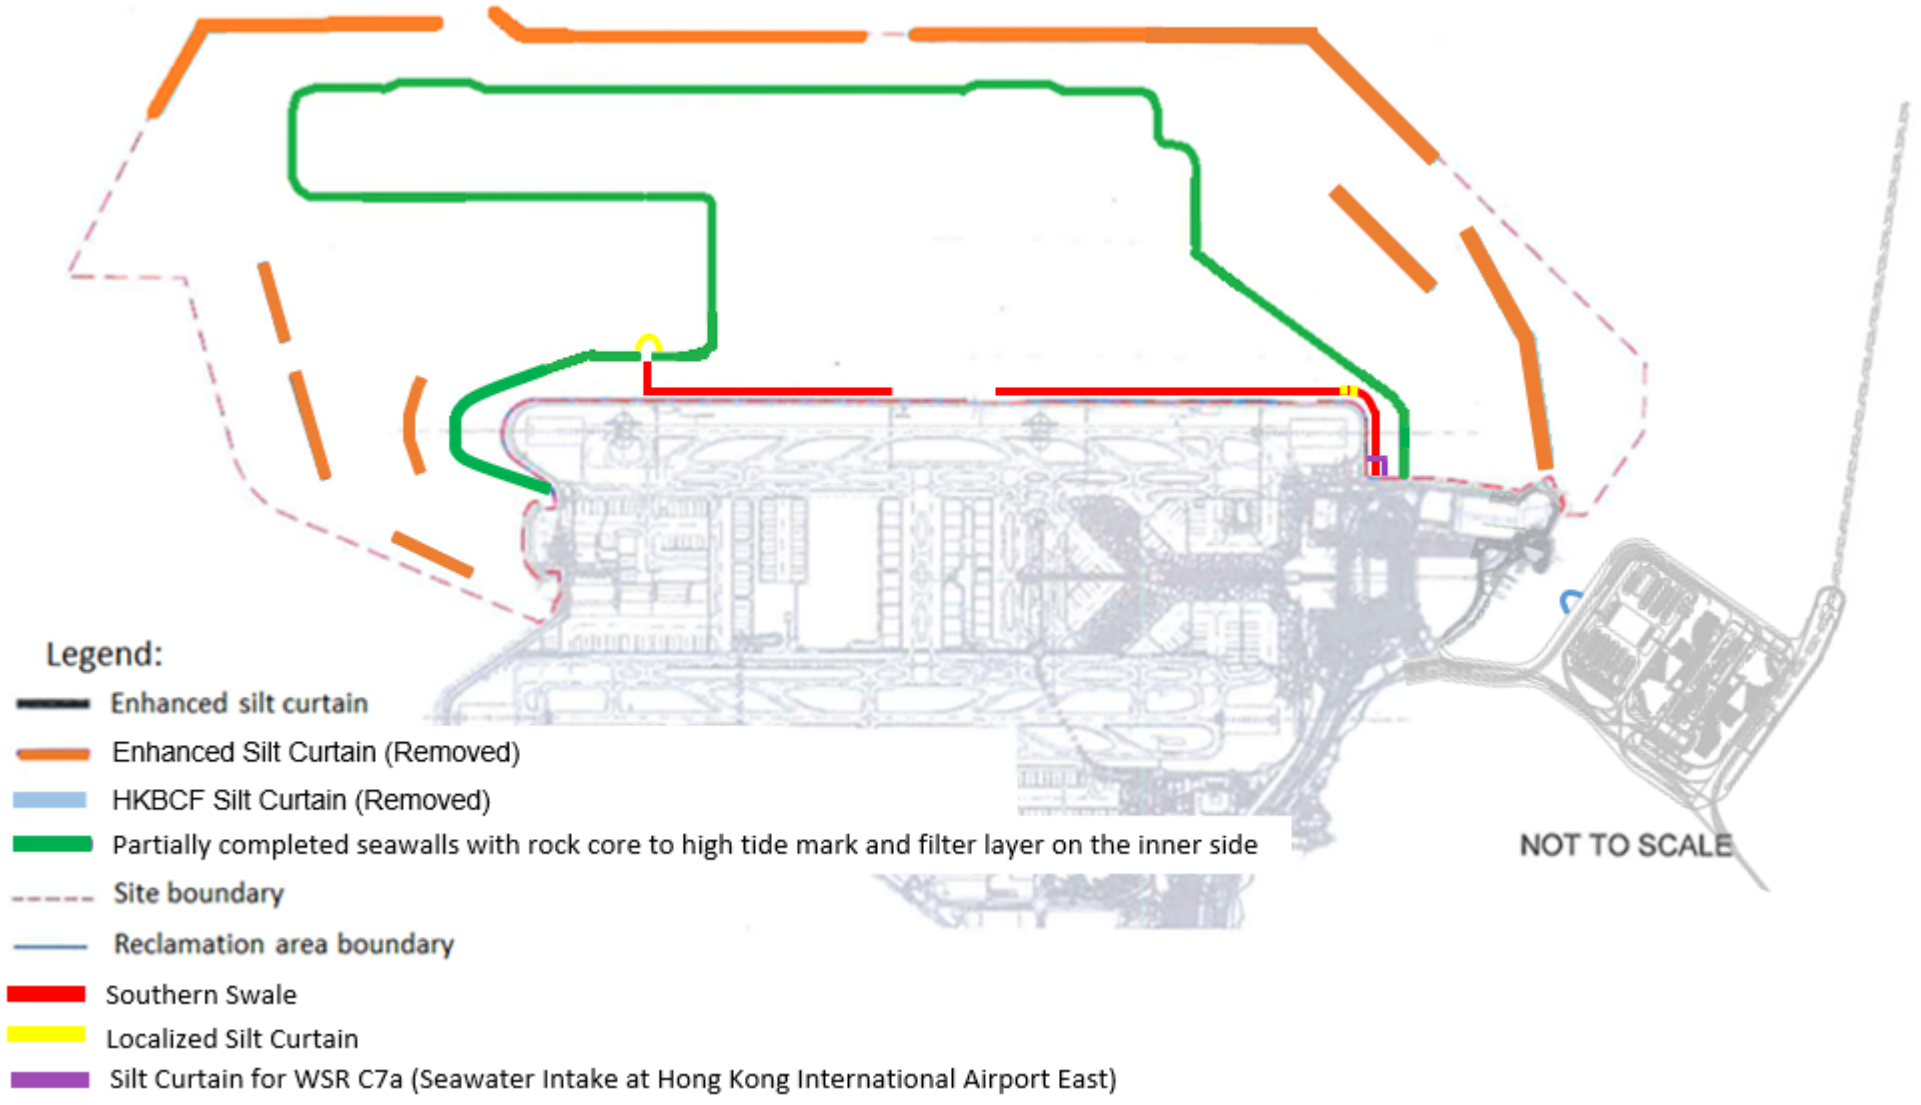 Legend:
Enhanced silt curtain
Enhanced Silt Curtain (Removed)
HKBCF Silt Curtain (Removed)
Partially completed seawalls with rock core to high tide mark and filter layer on the inner side
NOT TO SCALE
Site boundary
Reclamation area boundary
Southern Swale
Localized Silt Curtain
Silt Curtain for WSR C7a (Seawater Intake at Hong Kong International Airport East)